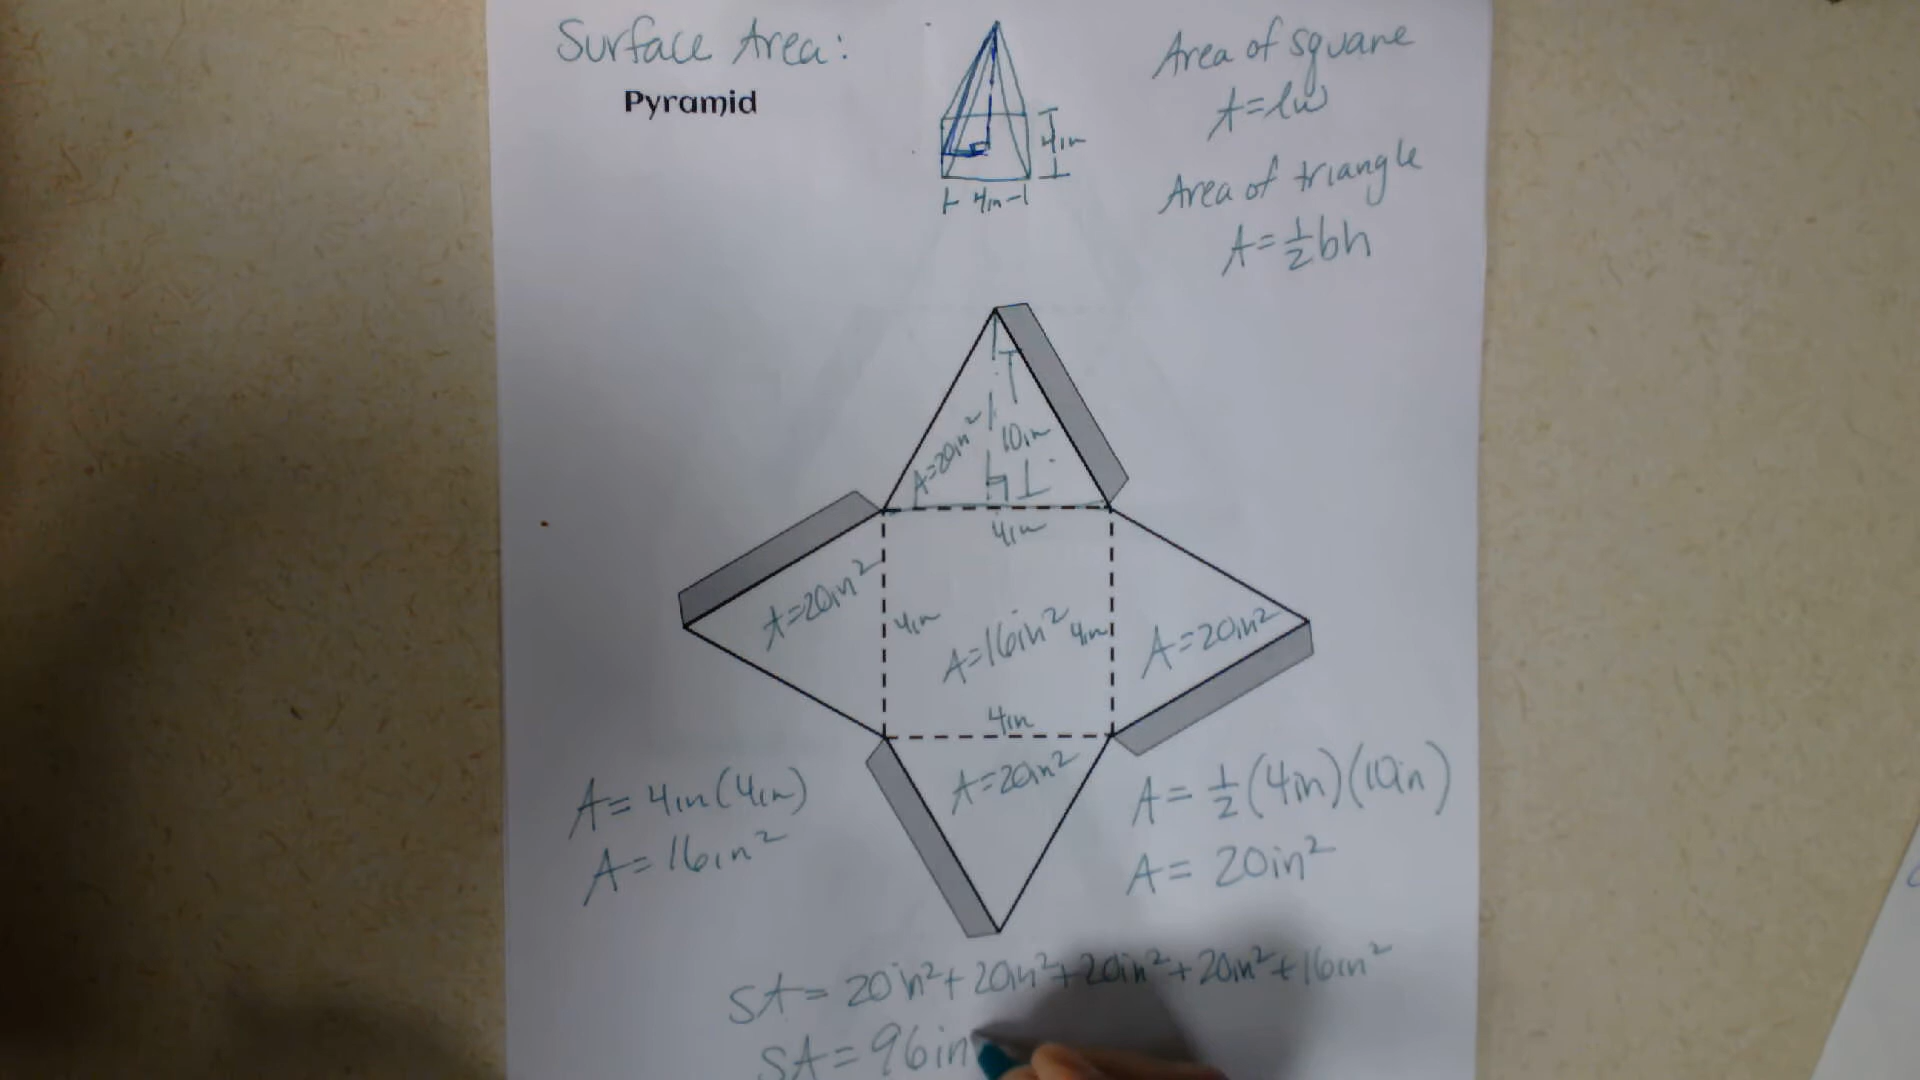 Surface Area:
Pyramid
4in
4in
Area of square
A=lw
Area of triangle
A=½bh
A=20in²
10in
4in
A=20in²
4in
A=16in²
4in
A=20in²
4in
A=20in²
A=4in(4in)
A=16in²
A=½(4in)(10in)
A=20in²
SA=20in²+20in²+20in²+20in²+16in²
SA=96in